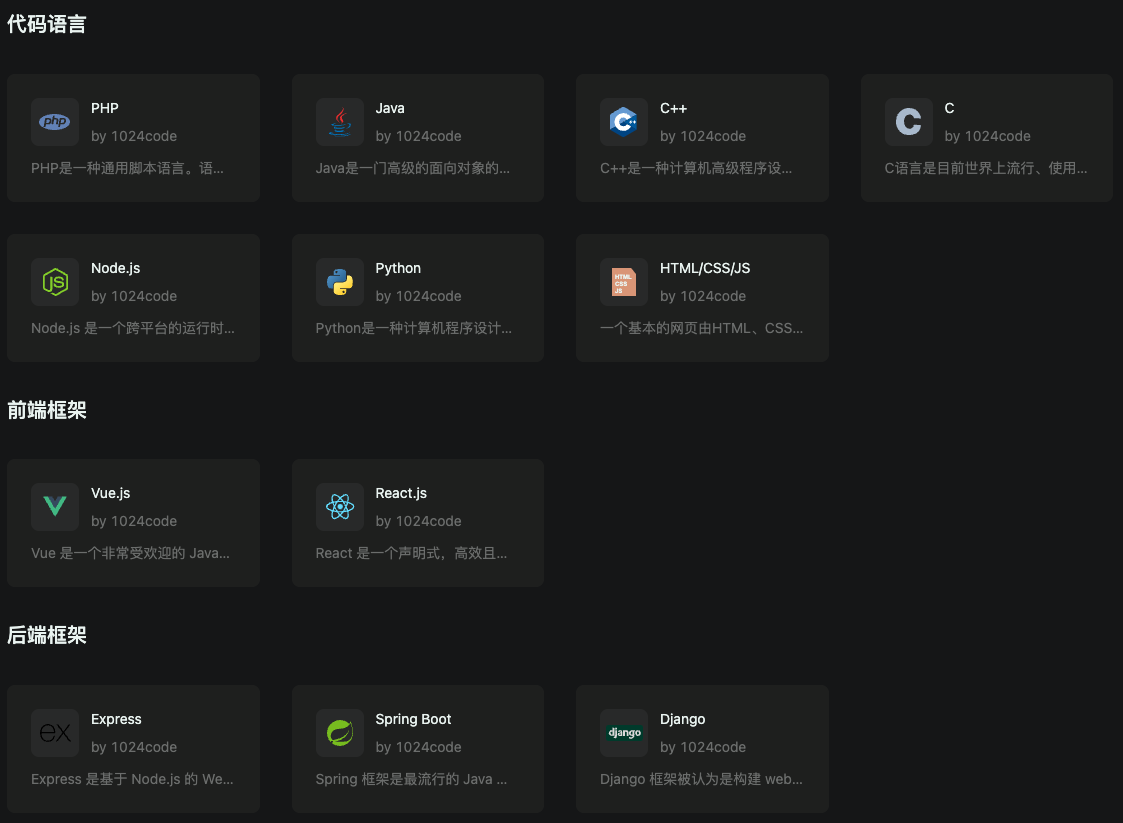 代码语言
php
PHP
by 1024code
PHP是一种通用脚本语言。语...
Java
by 1024code
Java是一门高级的面向对象的...
C++
by 1024code
C++是一种计算机高级程序设...
C
C
by 1024code
C语言是目前世界上流行、使用...
JS
Node.js
by 1024code
Node.js 是一个跨平台的运行时...
Python
by 1024code
Python是一种计算机程序设计...
HTML
CSS
JS
HTML/CSS/JS
by 1024code
一个基本的网页由HTML、CSS...
前端框架
Vue.js
by 1024code
Vue 是一个非常受欢迎的 Java...
React.js
by 1024code
React 是一个声明式，高效且...
后端框架
ex
Express
by 1024code
Express 是基于 Node.js 的 We...
Spring Boot
by 1024code
Spring 框架是最流行的 Java ...
django
Django
by 1024code
Django 框架被认为是构建 web...